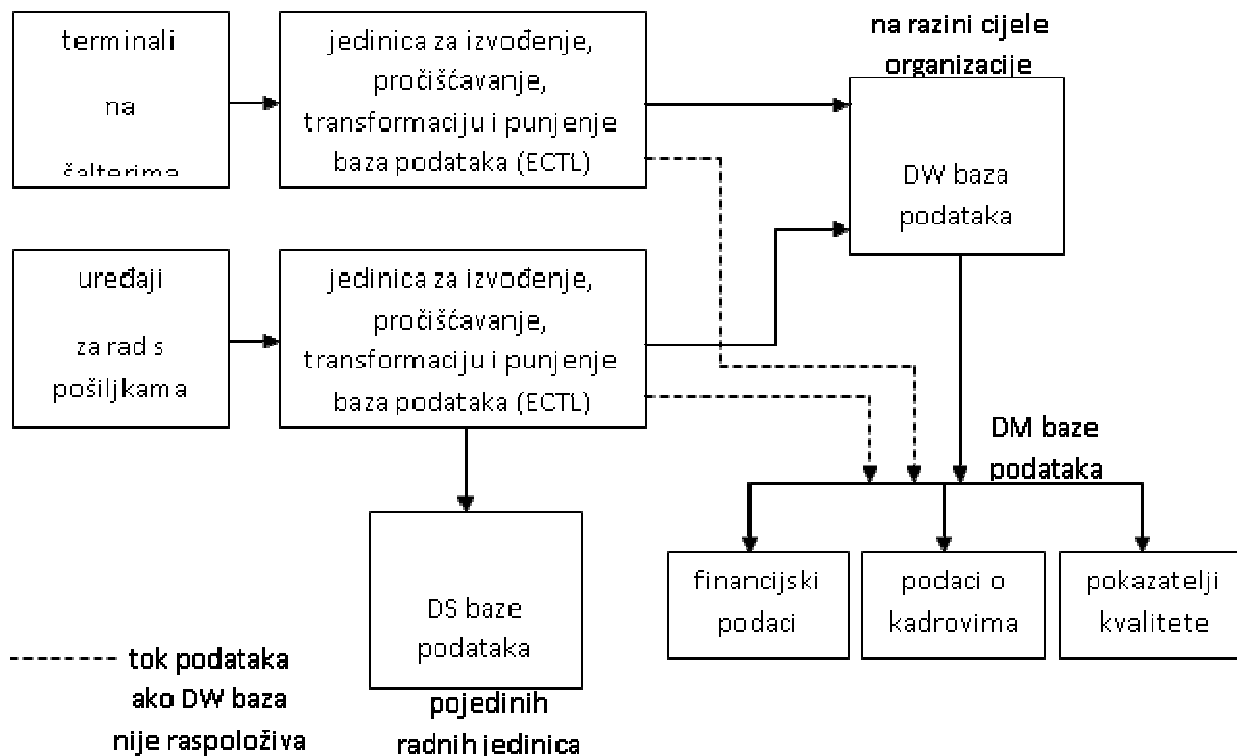 terminali
na
šalterima
jedinica za izvođenje,
pročišćavanje,
transformaciju i punjenje
baza podataka (ECTL)
na razini cijele
organizacije
DW baza
podataka
uređaji
za rad s
pošiljkama
jedinica za izvođenje,
pročišćavanje,
transformaciju i punjenje
baza podataka (ECTL)
DM baze
podataka
financijski
podaci
podaci o
kadrovima
pokazatelji
kvalitete
DS baze
podataka
pojedinih
radnih jedinica
tok podataka
ako DW baza
nije raspoloživa